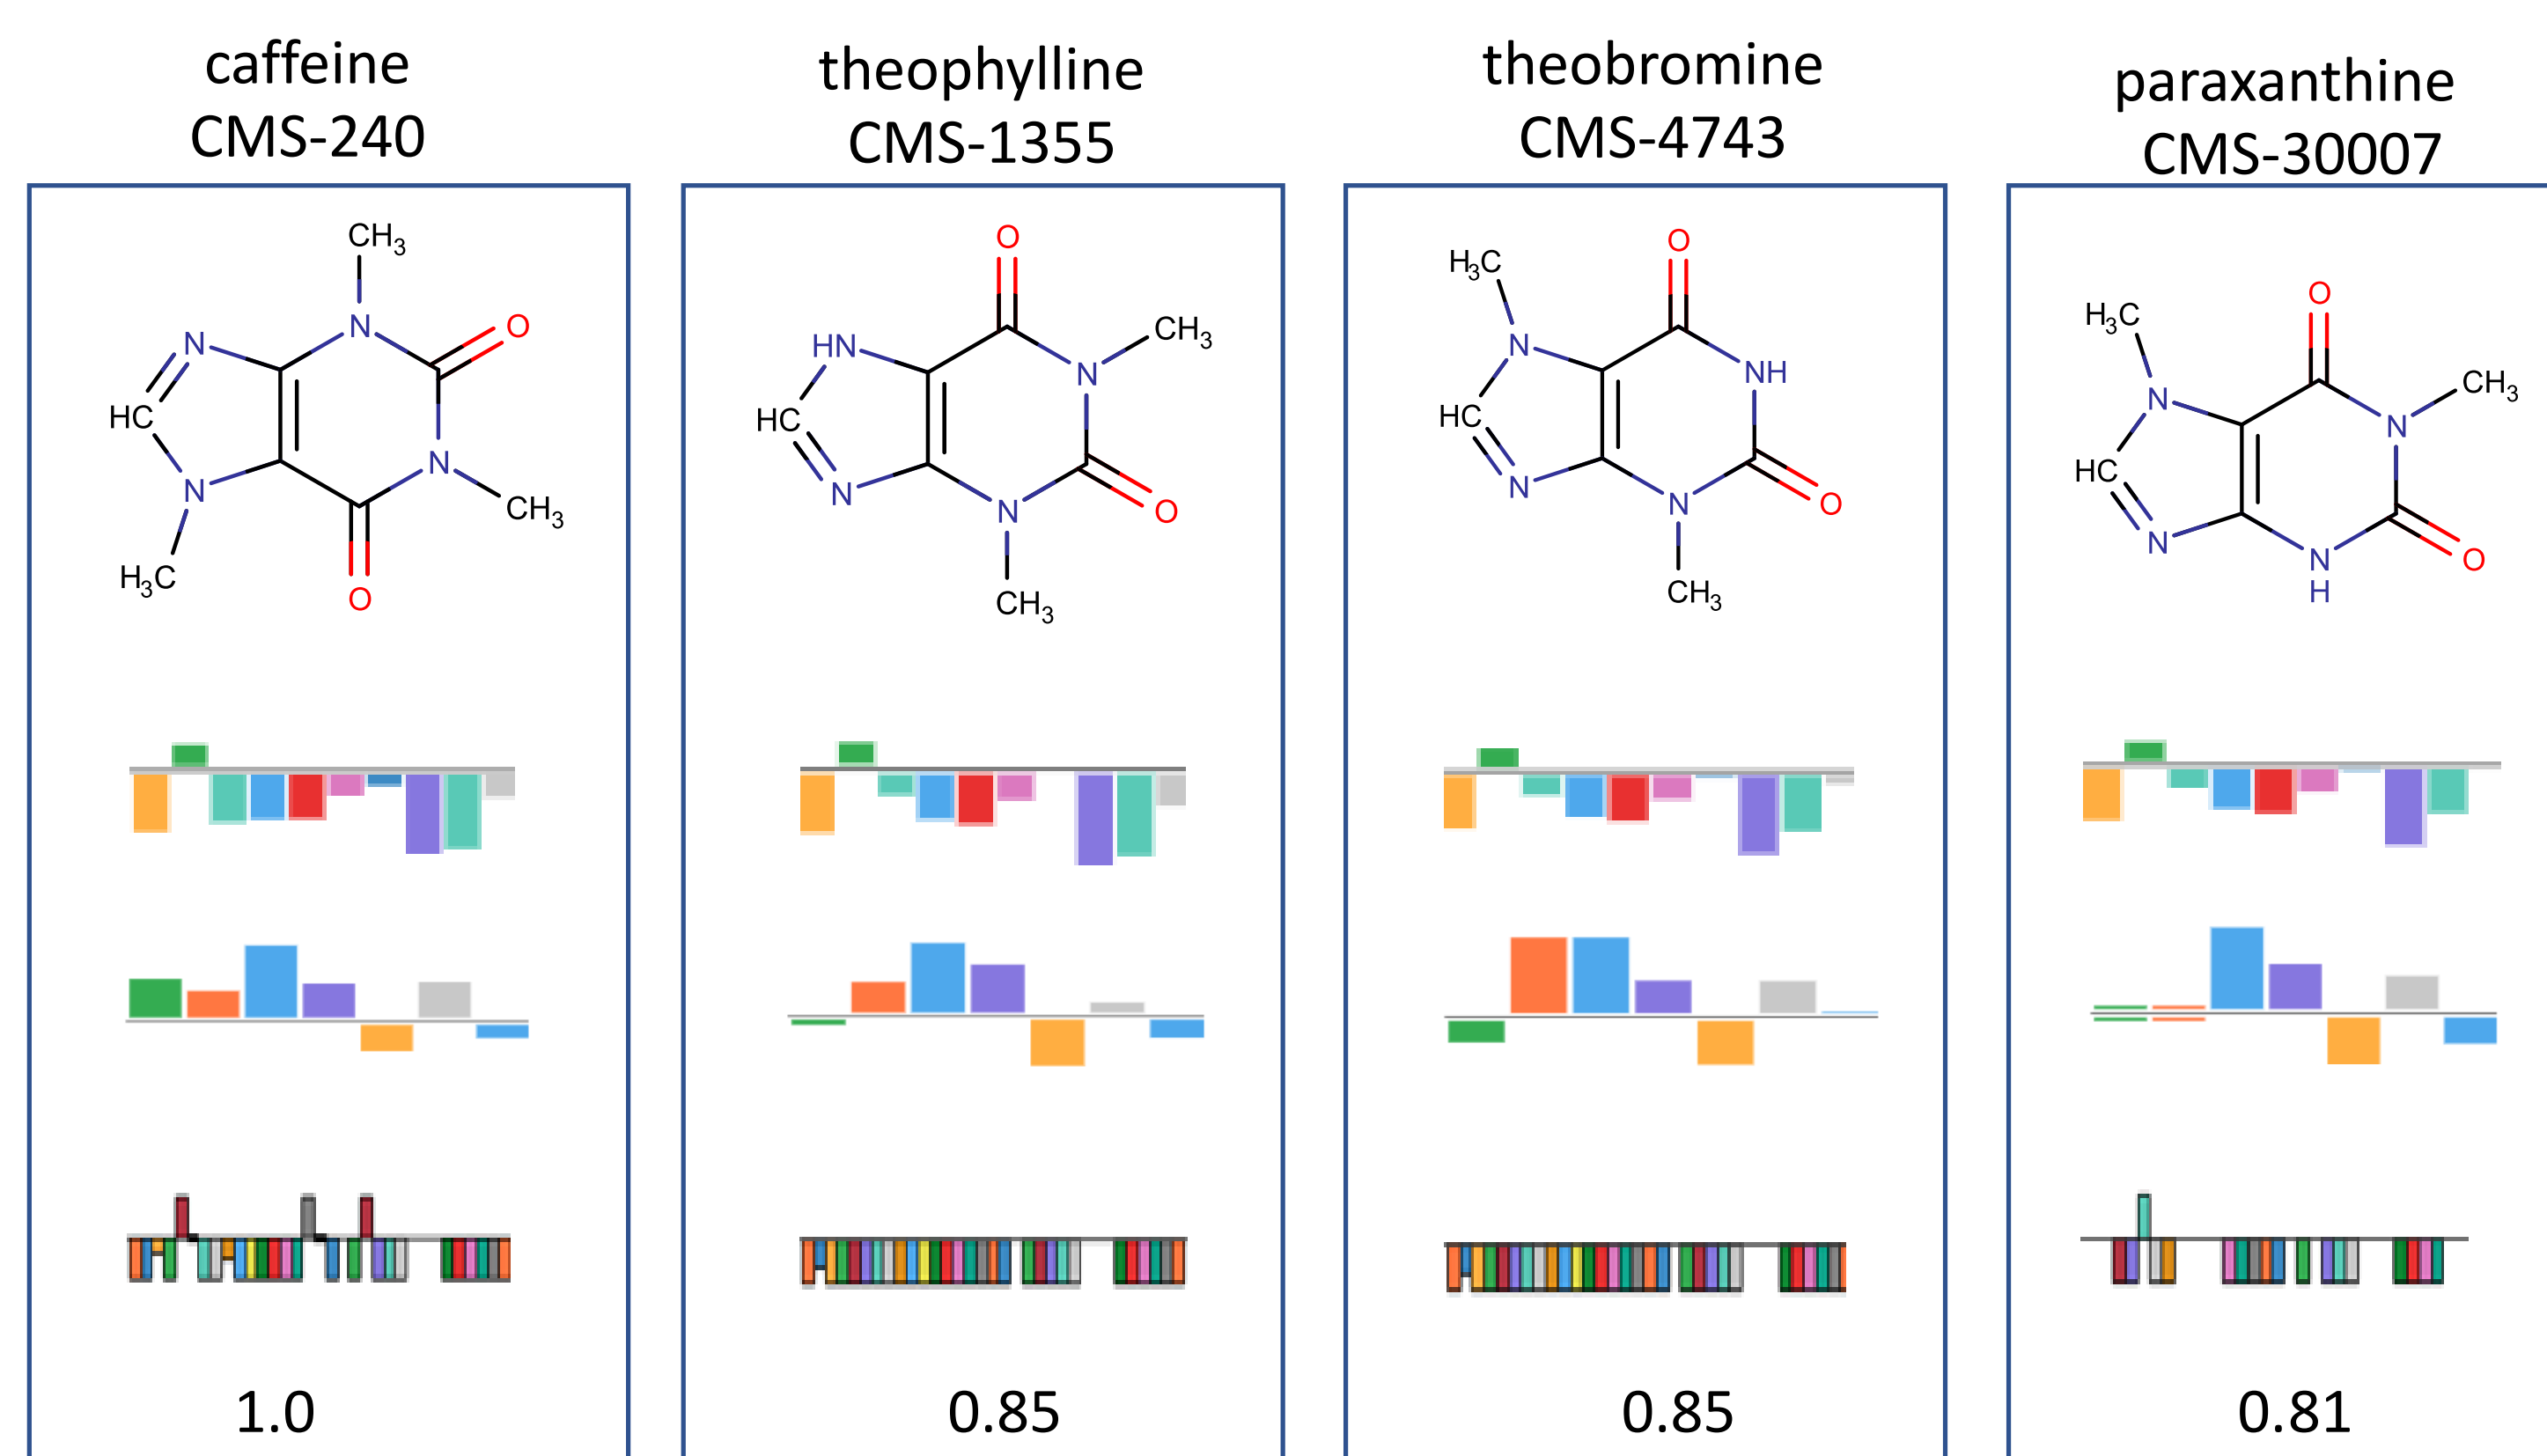 caffeine
CMS-240
theophylline
CMS-1355
theobromine
CMS-4743
paraxanthine
CMS-30007
CH3
N
O
N
HC
N
N
CH3
H3C
O
O
HN
CH3
N
HC
N
N
O
CH3
O
H3C
N
NH
HC
N
N
O
CH3
O
H3C
N
CH3
N
HC
N
N
H
O
1.0
0.85
0.85
0.81